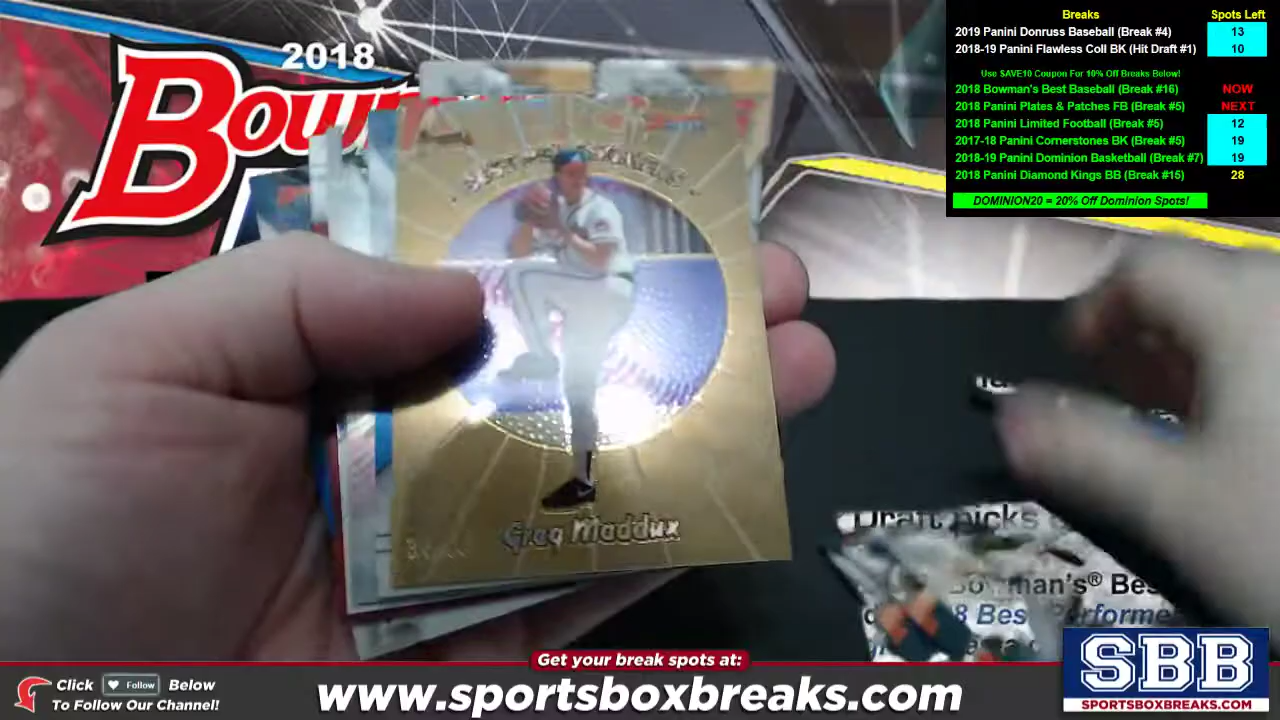 2018
Bow
Breaks Spots Left
2019 Panini Donruss Baseball (Break #4) 13
2018-19 Panini Flawless Coll BK (Hit Draft #1) 10
Use SAVE10 Coupon For 10% Off Breaks Below!
2018 Bowman's Best Baseball (Break #16) NOW
2018 Panini Plates & Patches FB (Break #5) NEXT
2018 Panini Limited Football (Break #5) 12
2017-18 Panini Cornerstones BK (Break #5) 19
2018-19 Panini Dominion Basketball (Break #7) 19
2018 Panini Diamond Kings BB (Break #15) 28
DOMINION20 = 20% Off Dominion Spots!
Greg Maddux
Draft picks
Bowman's® Bes
8 Best Performe
Get your break spots at:
Click Follow Below
To Follow Our Channel!
www.sportsboxbreaks.com
SBB
SPORTSBOXBREAKS.COM